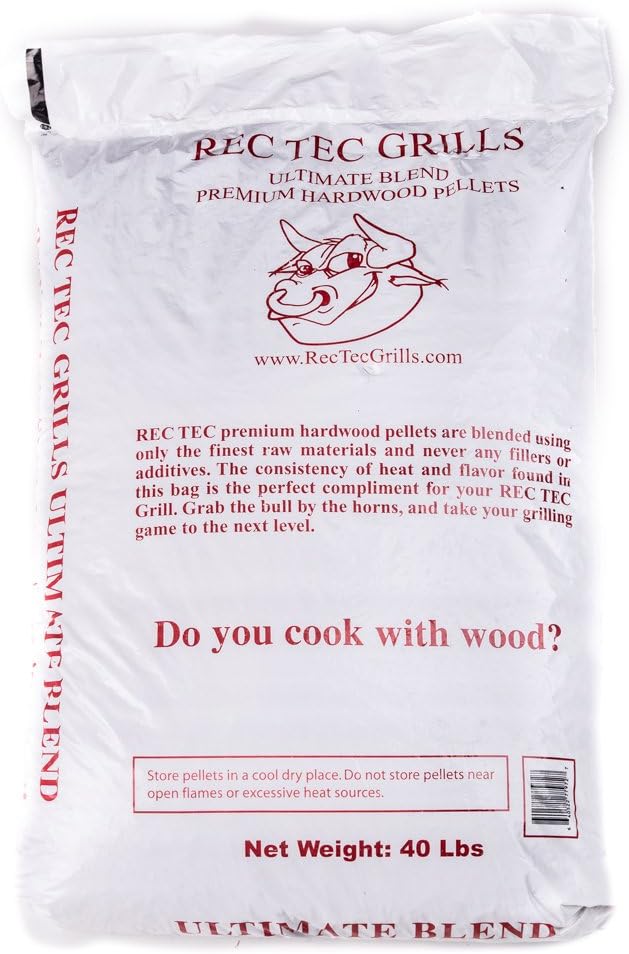 REC TEC GRILLS
ULTIMATE BLEND
PREMIUM HARDWOOD PELLETS
www.RecTecGrills.com
REC TEC GRILLS ULTIMATE BLEND
REC TEC premium hardwood pellets are blended using
only the finest raw materials and never any fillers or
additives. The consistency of heat and flavor found in
this bag is the perfect compliment for your REC TEC
Grill. Grab the bull by the horns, and take your grilling
game to the next level.
Do you cook with wood?
Store pellets in a cool dry place. Do not store pellets near
open flames or excessive heat sources.
Net Weight: 40 Lbs
ULTIMATE BLEND